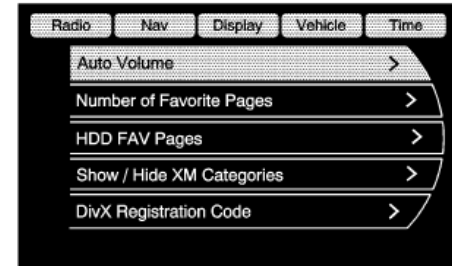 Radio Nav Display Vehicle Time
Auto Volume >
Number of Favorite Pages >
HDD FAV Pages >
Show / Hide XM Categories >
DivX Registration Code >